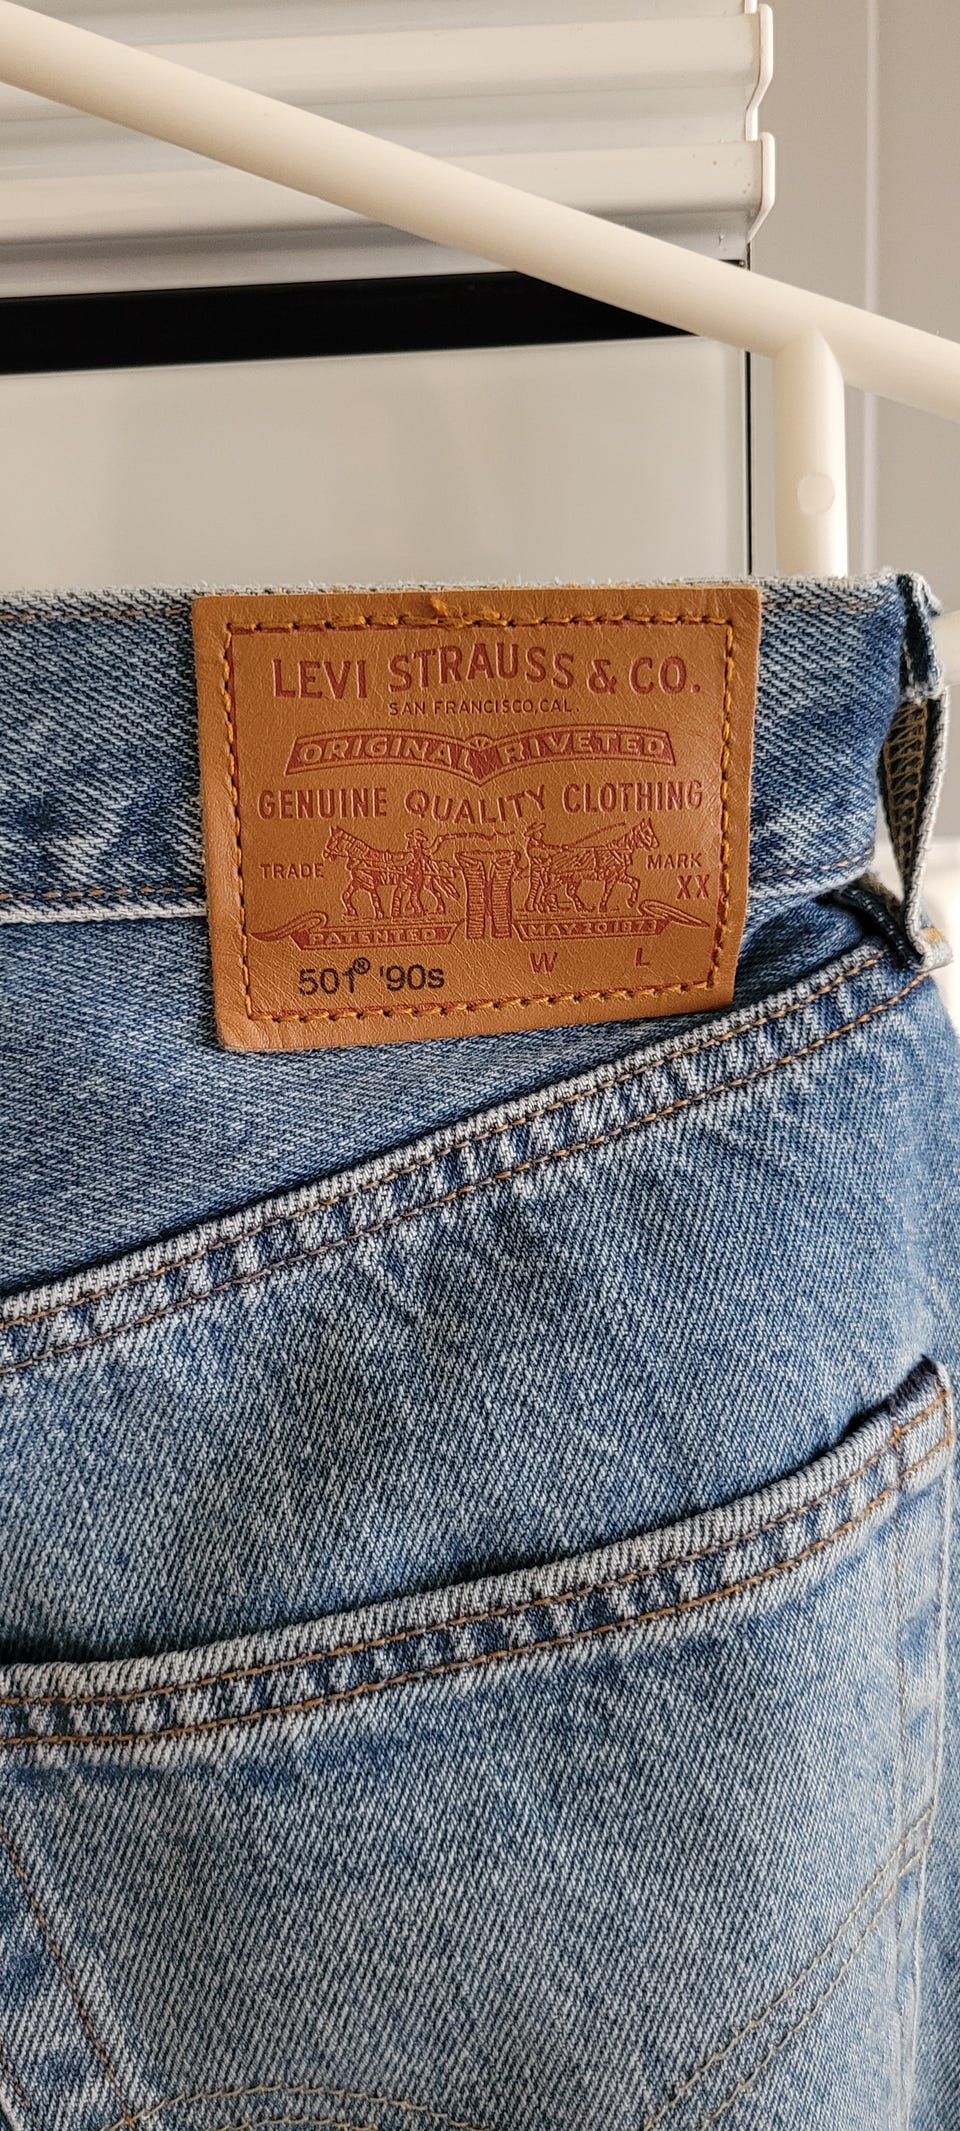 LEVI STRAUSS & CO.
SAN FRANCISCO, CAL.
ORIGINAL RIVETED
GENUINE QUALITY CLOTHING
TRADE MARK
XX
PATENTED MAY 20 1873
501® '90s W L